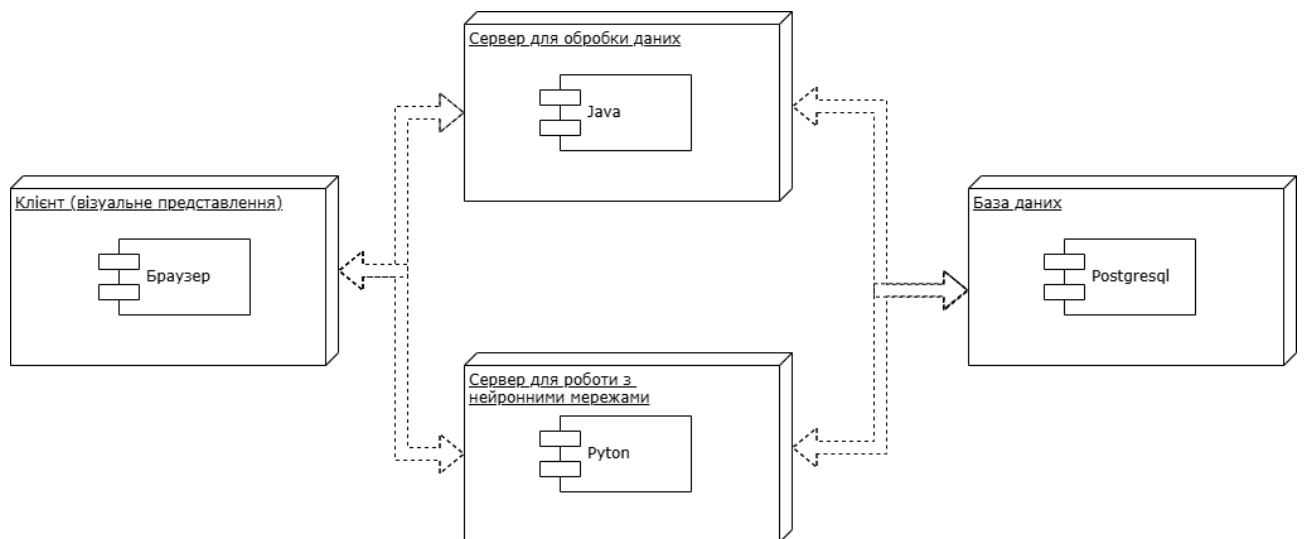 Сервер для обробки даних
Java
Клієнт (візуальне представлення)
Браузер
База даних
Postgresql
Сервер для роботи з
нейронними мережами
Pyton